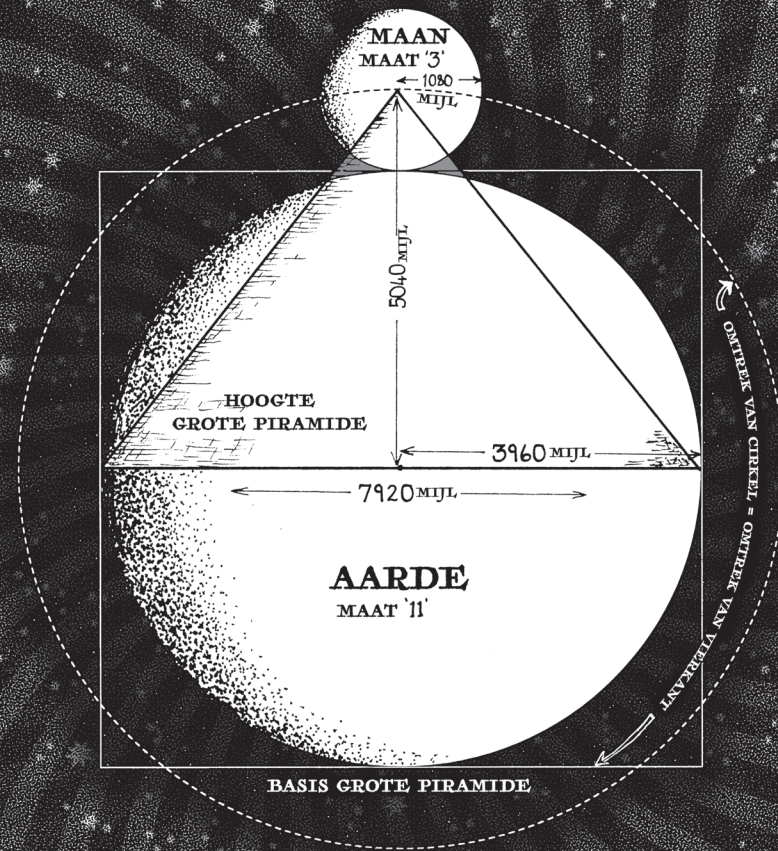 MAAN
MAAT '3'
1080
MIJL
5040 MIJL
HOOGTE
GROTE PIRAMIDE
3960 MIJL
7920 MIJL
AARDE
MAAT '11'
OMTREK VAN CIRKEL = OMTREK VAN VIERKANT
BASIS GROTE PIRAMIDE